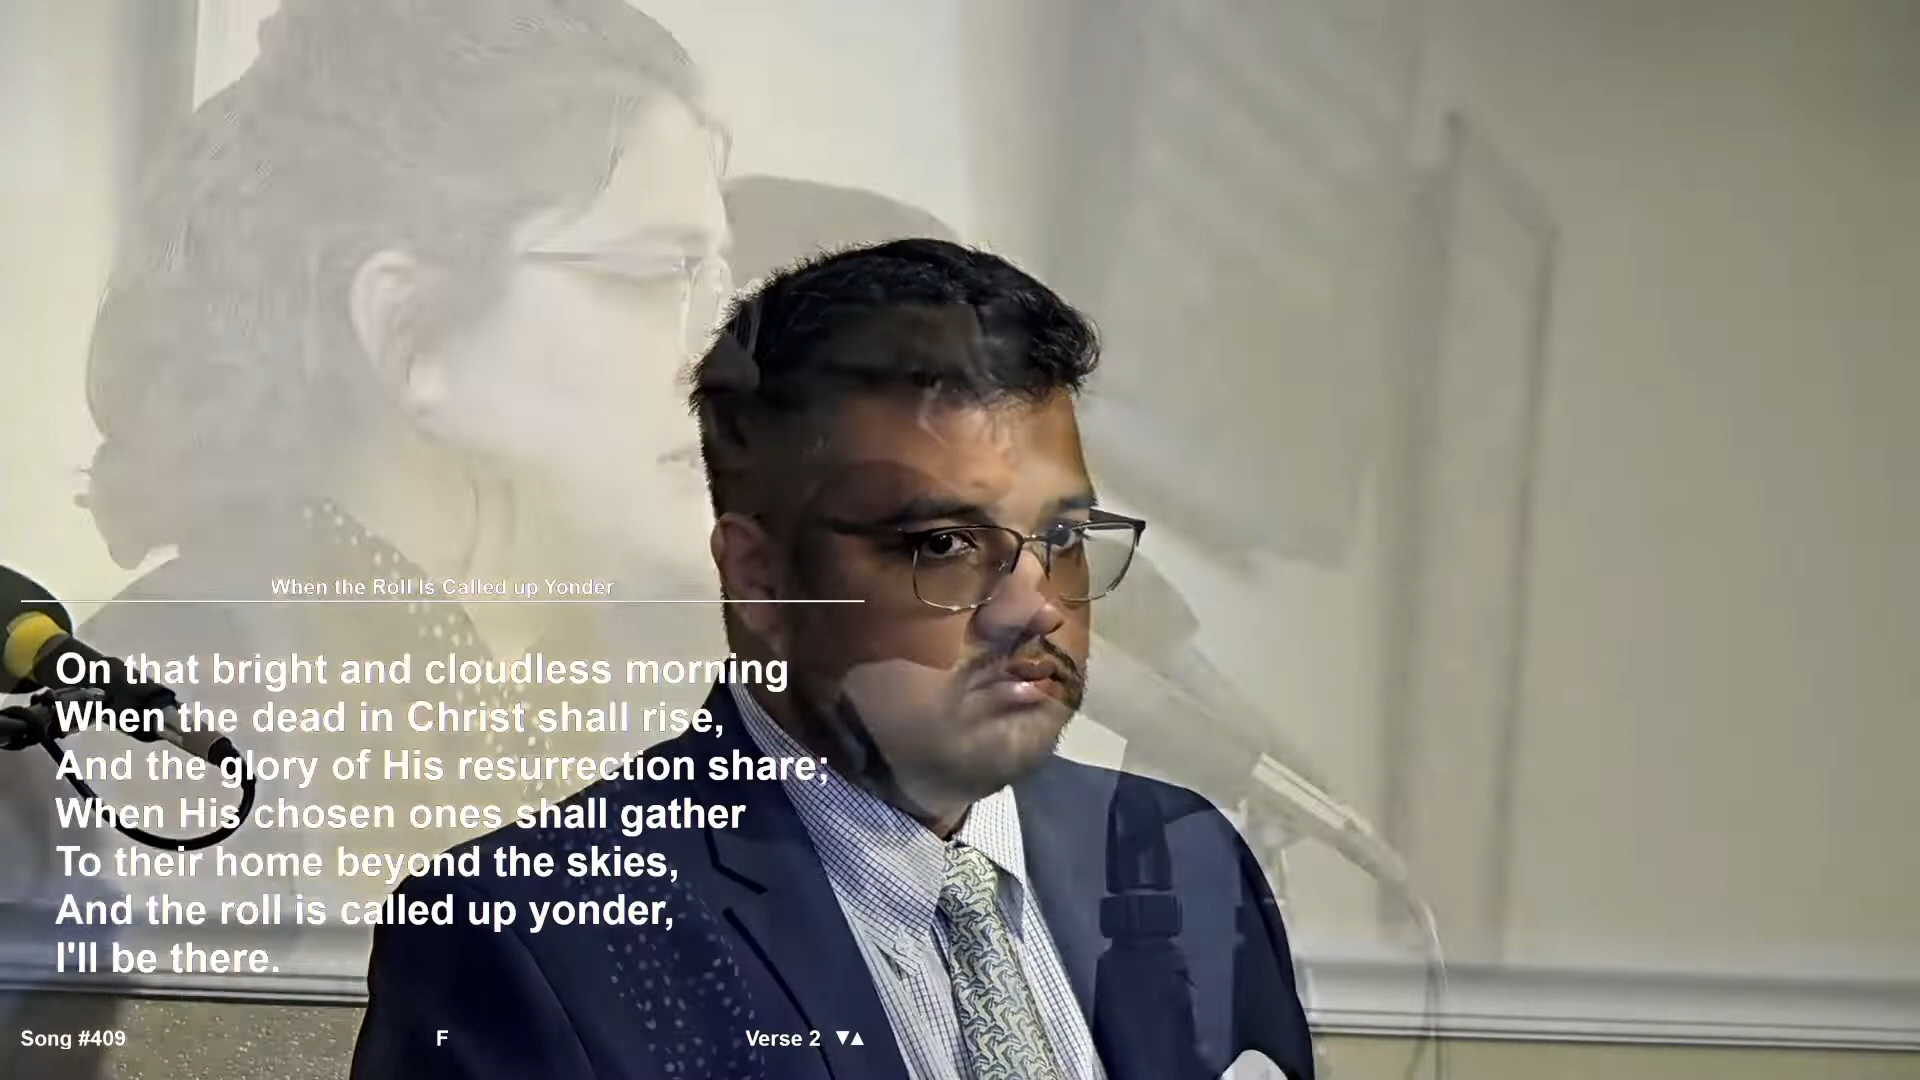 When the Roll Is Called up Yonder
On that bright and cloudless morning
When the dead in Christ shall rise,
And the glory of His resurrection share;
When His chosen ones shall gather
To their home beyond the skies,
And the roll is called up yonder,
I'll be there.
Song #409 F Verse 2 ▼▲